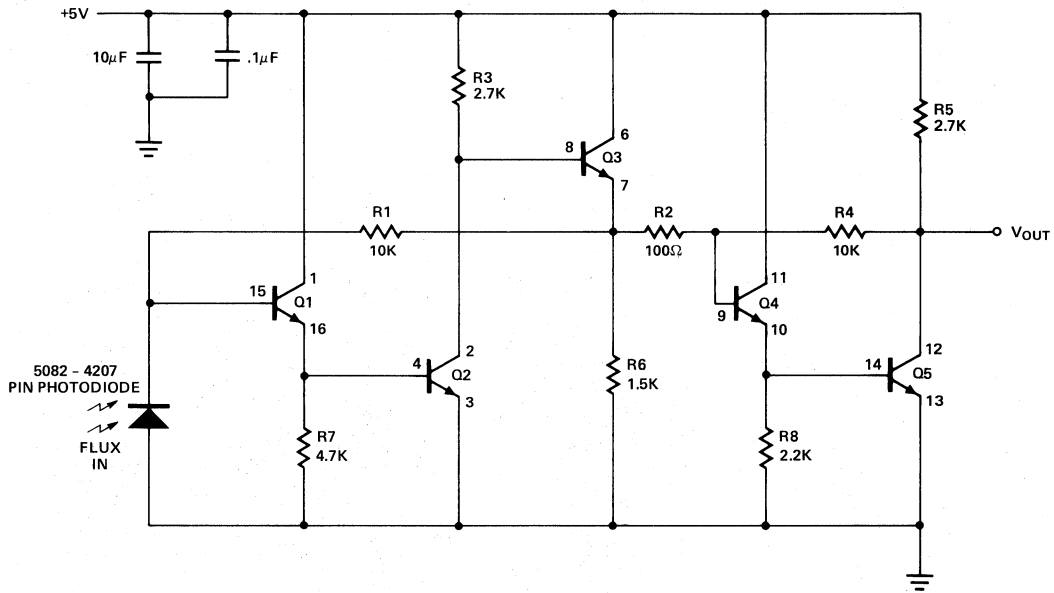 +5V
10μF
.1μF
R3
2.7K
R5
2.7K
6
8
Q3
7
R1
10K
R2
100Ω
R4
10K
VOUT
1
15
Q1
16
11
Q4
9
10
5082 – 4207
PIN PHOTODIODE
FLUX
IN
2
4
Q2
3
R6
1.5K
12
14
Q5
13
R7
4.7K
R8
2.2K